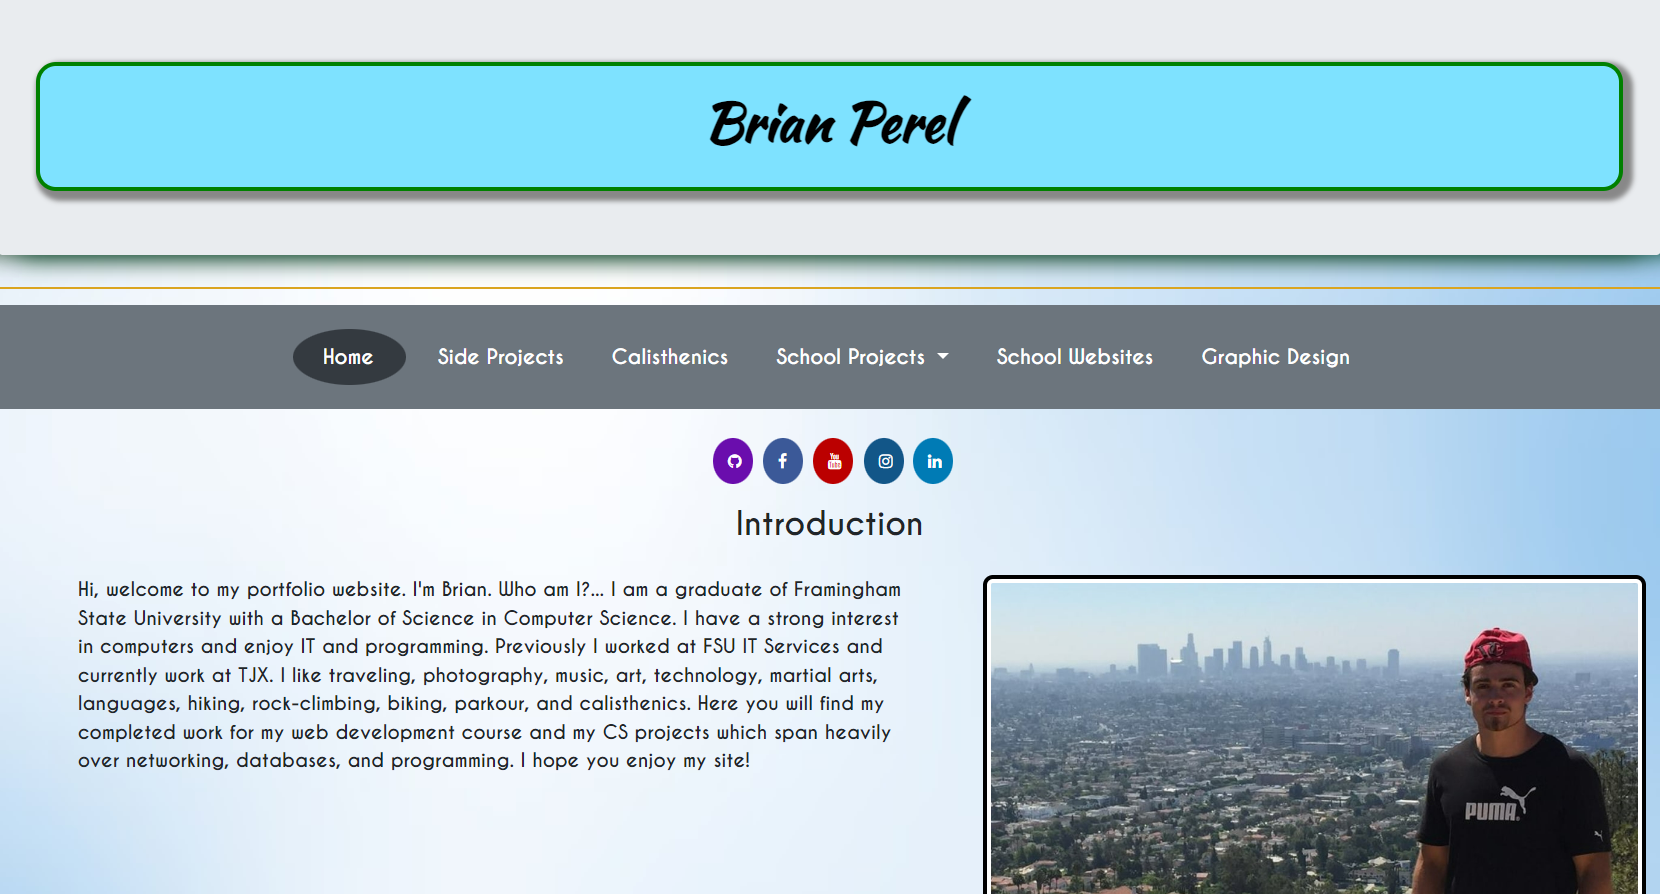 Brian Perel
Home Side Projects Calisthenics School Projects School Websites Graphic Design
You Tube
in
Introduction
Hi, welcome to my portfolio website. I'm Brian. Who am I?... I am a graduate of Framingham
State University with a Bachelor of Science in Computer Science. I have a strong interest
in computers and enjoy IT and programming. Previously I worked at FSU IT Services and
currently work at TJX. I like traveling, photography, music, art, technology, martial arts,
languages, hiking, rock-climbing, biking, parkour, and calisthenics. Here you will find my
completed work for my web development course and my CS projects which span heavily
over networking, databases, and programming. I hope you enjoy my site!
PUMA